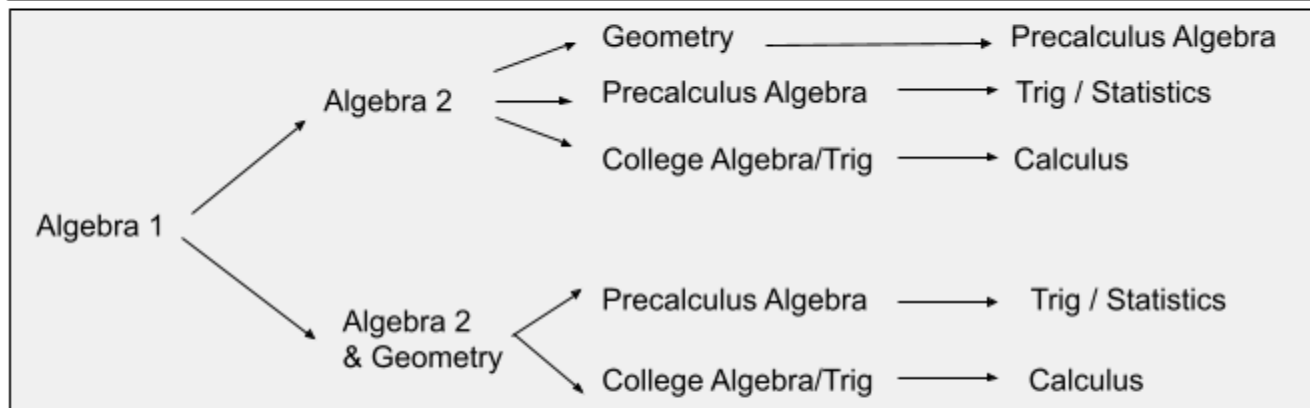 Geometry
Precalculus Algebra
Algebra 2
Precalculus Algebra
Trig / Statistics
College Algebra/Trig
Calculus
Algebra 1
Precalculus Algebra
Trig / Statistics
Algebra 2
& Geometry
College Algebra/Trig
Calculus